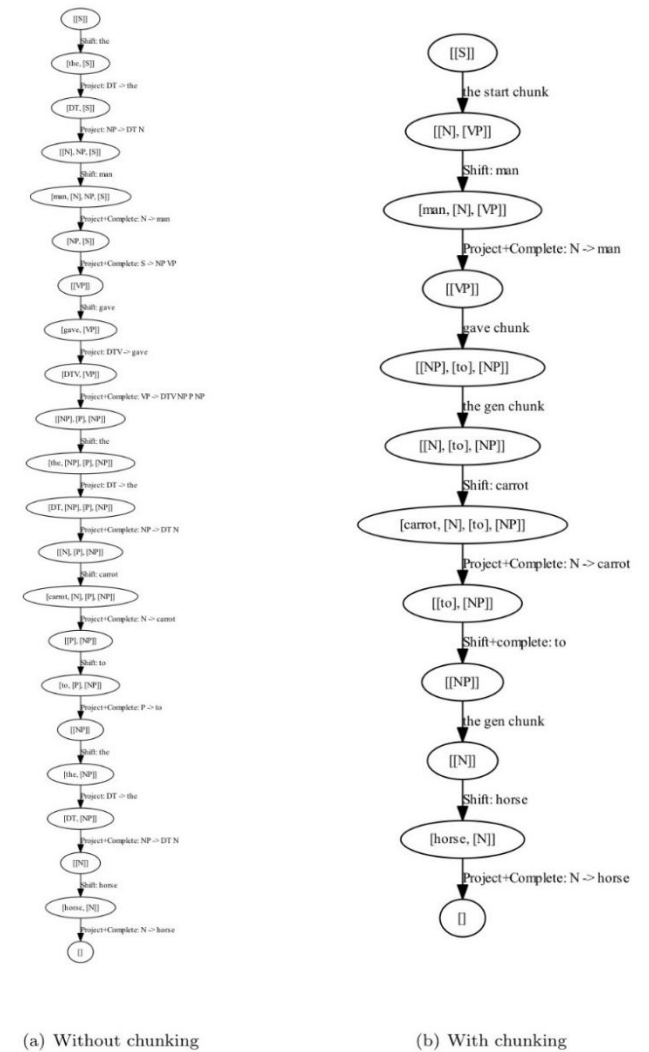 [[S]]
Shift: the
[the, [S]]
Project: DT -> the
[DT, [S]]
Project: NP -> DT N
[[N], NP, [S]]
Shift: man
[man, [N], NP, [S]]
Project+Complete: N -> man
[NP, [S]]
Project+Complete: S -> NP VP
[[VP]]
Shift: gave
[gave, [VP]]
Project: DTV -> gave
[DTV, [VP]]
Project+Complete: VP -> DTV NP P NP
[[NP], [P], [NP]]
Shift: the
[the, [NP], [P], [NP]]
Project: DT -> the
[DT, [NP], [P], [NP]]
Project+Complete: NP -> DT N
[[N], [P], [NP]]
Shift: carrot
[carrot, [N], [P], [NP]]
Project+Complete: N -> carrot
[[P], [NP]]
Shift: to
[to, [P], [NP]]
Project+Complete: P -> to
[[NP]]
Shift: the
[the, [NP]]
Project: DT -> the
[DT, [NP]]
Project+Complete: NP -> DT N
[[N]]
Shift: horse
[horse, [N]]
Project+Complete: N -> horse
[]
(a) Without chunking
[[S]]
the start chunk
[[N], [VP]]
Shift: man
[man, [N], [VP]]
Project+Complete: N -> man
[[VP]]
gave chunk
[[NP], [to], [NP]]
the gen chunk
[[N], [to], [NP]]
Shift: carrot
[carrot, [N], [to], [NP]]
Project+Complete: N -> carrot
[[to], [NP]]
Shift+complete: to
[[NP]]
the gen chunk
[[N]]
Shift: horse
[horse, [N]]
Project+Complete: N -> horse
[]
(b) With chunking